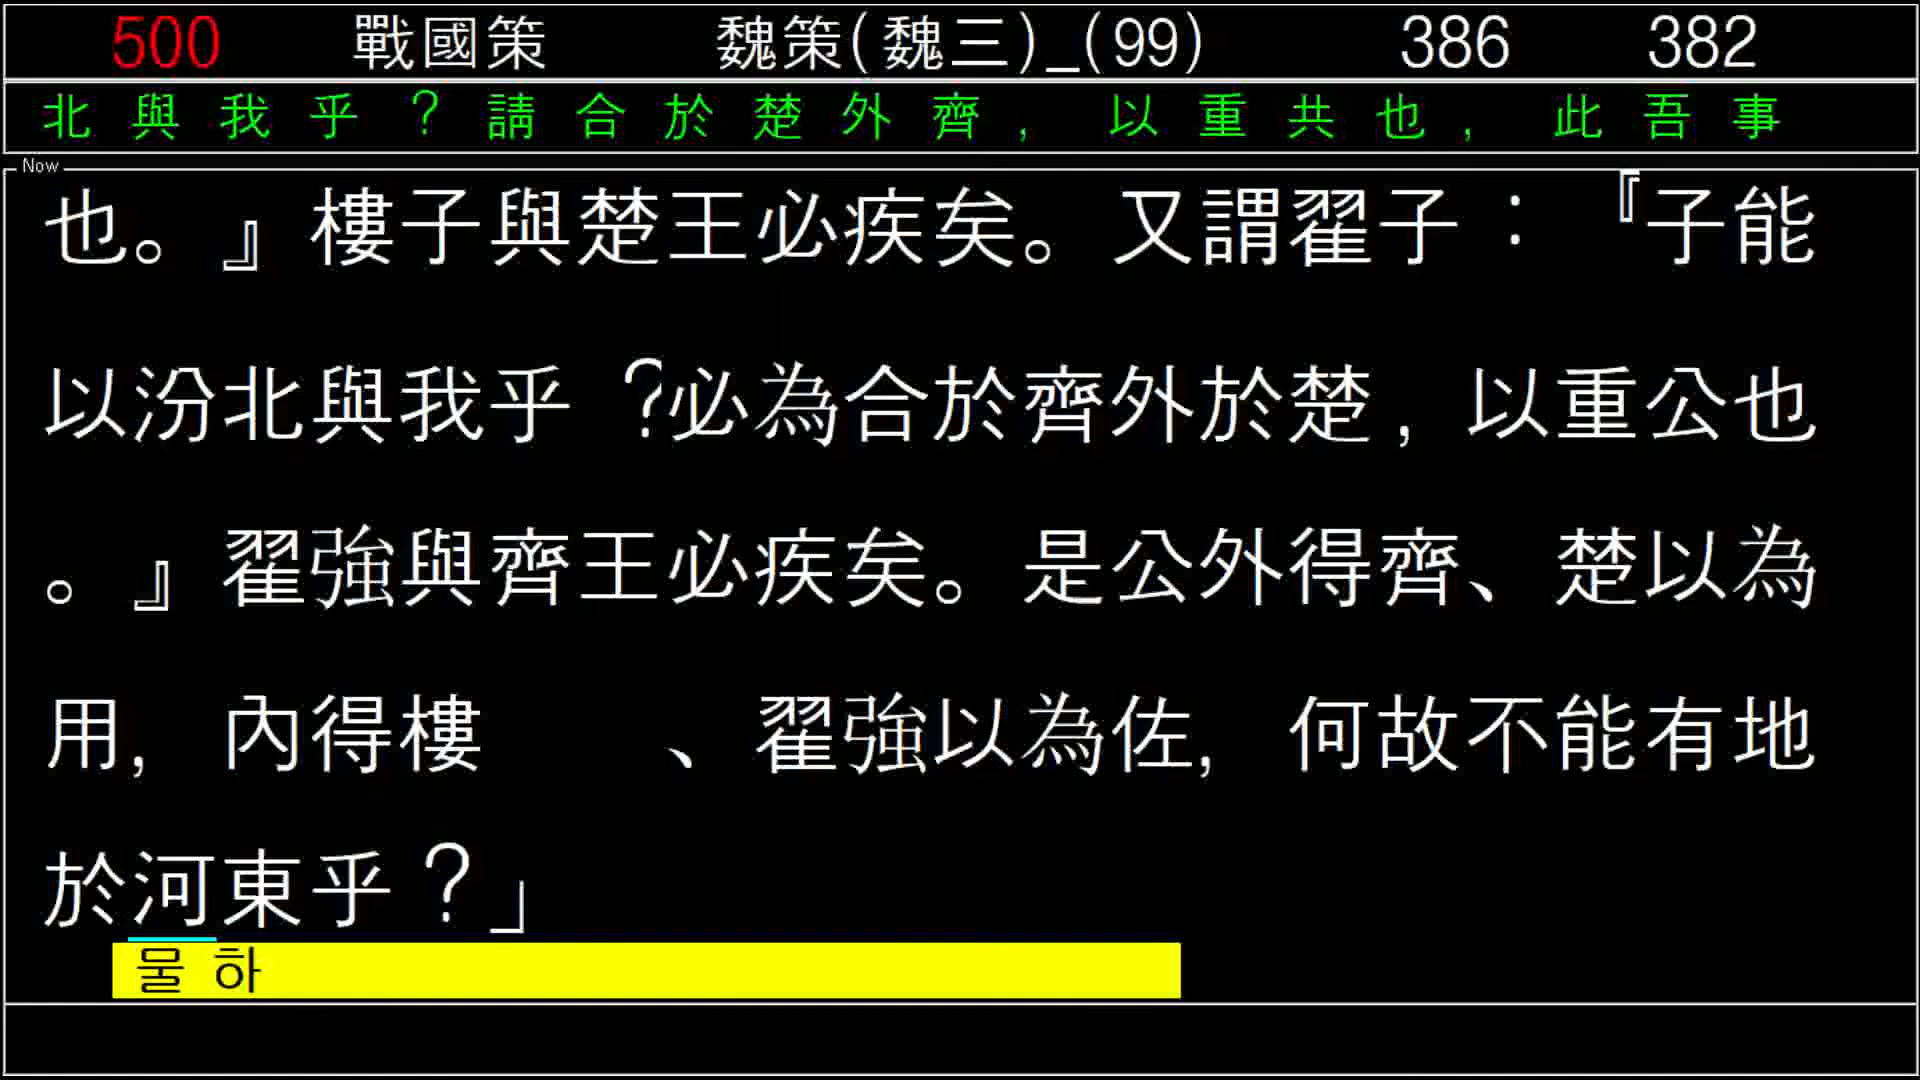 500 戰國策 魏策(魏三)_(99) 386 382
北與我乎?請合於楚外齊,以重共也,此吾事
Now
也。』樓子與楚王必疾矣。又謂翟子:『子能
以汾北與我乎?必為合於齊外於楚,以重公也
。』翟強與齊王必疾矣。是公外得齊、楚以為
用,內得樓 、翟強以為佐,何故不能有地
於河東乎?」
물 하